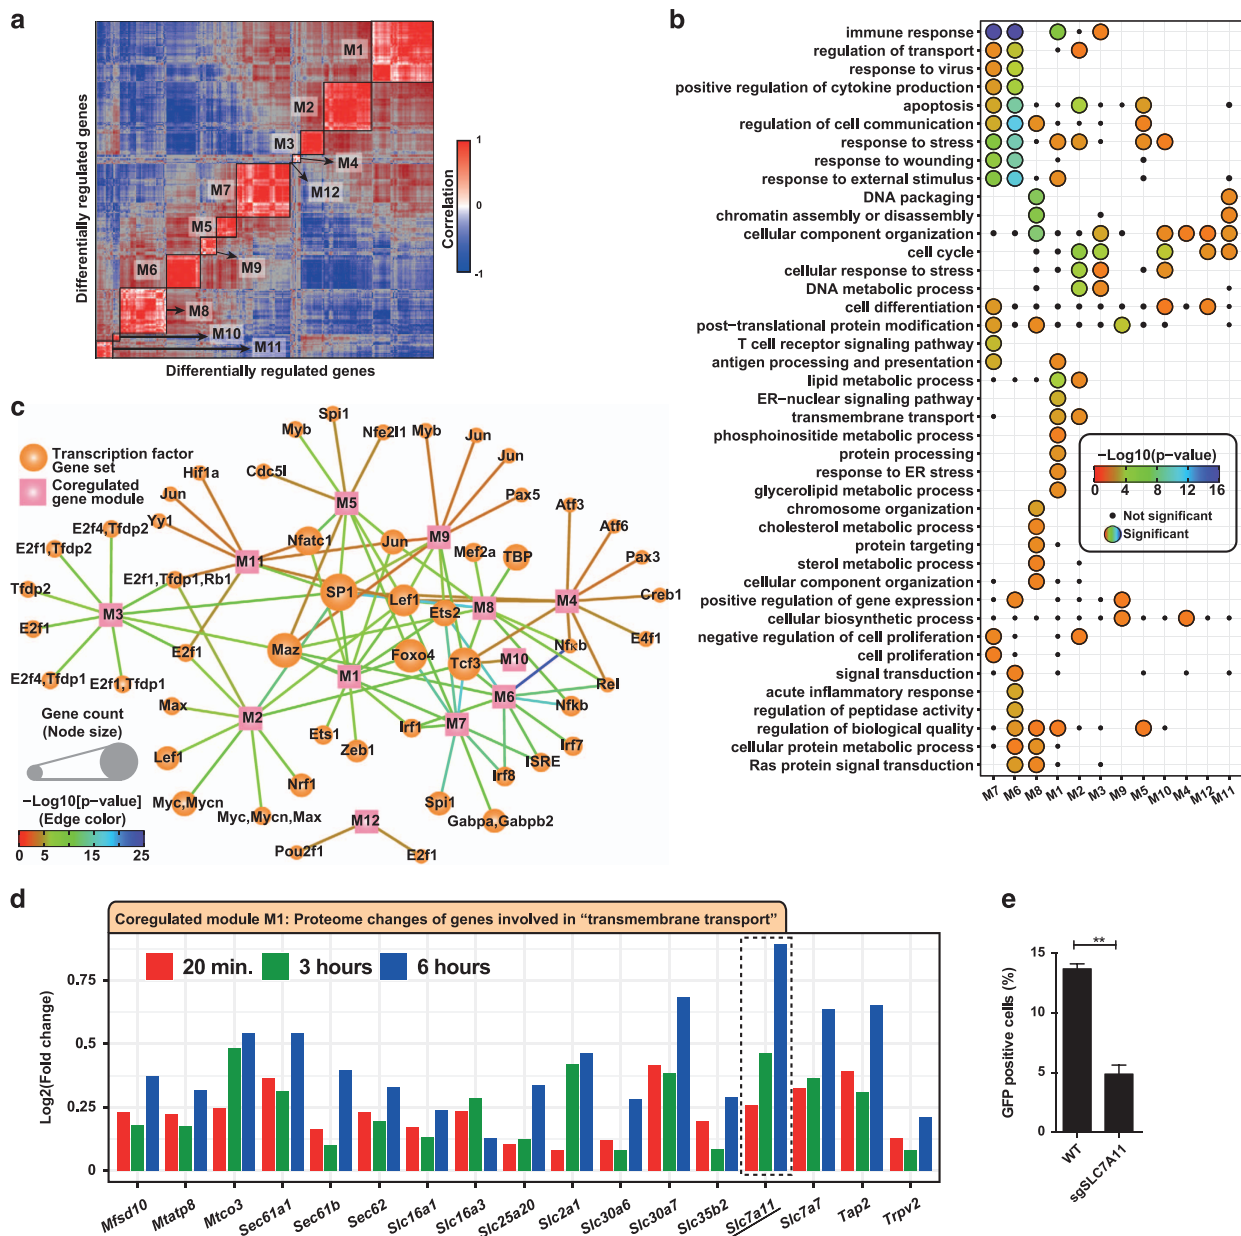 a
M1
M2
M3
M4
M7
M12
M5
M9
M6
M8
M10
M11
Differentially regulated genes
Differentially regulated genes
Correlation
1
0
-1
b
immune response
regulation of transport
response to virus
positive regulation of cytokine production
apoptosis
regulation of cell communication
response to stress
response to wounding
response to external stimulus
DNA packaging
chromatin assembly or disassembly
cellular component organization
cell cycle
cellular response to stress
DNA metabolic process
cell differentiation
post−translational protein modification
T cell receptor signaling pathway
antigen processing and presentation
lipid metabolic process
ER−nuclear signaling pathway
transmembrane transport
phosphoinositide metabolic process
protein processing
response to ER stress
glycerolipid metabolic process
chromosome organization
cholesterol metabolic process
protein targeting
sterol metabolic process
cellular component organization
positive regulation of gene expression
cellular biosynthetic process
negative regulation of cell proliferation
cell proliferation
signal transduction
acute inflammatory response
regulation of peptidase activity
regulation of biological quality
cellular protein metabolic process
Ras protein signal transduction
M7 M6 M8 M1 M2 M3 M9 M5 M10 M4 M12 M11
−Log10(p−value)
0 4 8 12 16
Not significant
Significant
c
Transcription factor
Gene set
Coregulated
gene module
Spi1
Myb
Nfe2l1
Myb
Jun
Jun
Cdc5l
Hif1a
Jun
Yy1
M5
Pax5
Atf3
Atf6
Pax3
E2f4,Tfdp2
E2f1,Tfdp2
Nfatc1
Jun
M9
Mef2a
TBP
M11
E2f1,Tfdp1,Rb1
Tfdp2
SP1
Lef1
Ets2
M8
M4
Creb1
M3
E2f1
E4f1
E2f1
Maz
Foxo4
Tcf3
M10
Nfκb
E2f4,Tfdp1
E2f1,Tfdp1
M1
M6
Rel
Max
M2
M7
Nfkb
Ets1
Irf1
Irf7
Zeb1
ISRE
Lef1
Nrf1
Irf8
Myc,Mycn
Myc,Mycn,Max
Spi1
Gabpa,Gabpb2
M12
Pou2f1
E2f1
Gene count
(Node size)
−Log10[p-value]
(Edge color)
0 5 15 25
d
Coregulated module M1: Proteome changes of genes involved in “transmembrane transport”
20 min.
3 hours
6 hours
Log2(Fold change)
0.75
0.5
0.25
0
Mfsd10
Mtatp8
Mtco3
Sec61a1
Sec61b
Sec62
Slc16a1
Slc16a3
Slc25a20
Slc2a1
Slc30a6
Slc30a7
Slc35b2
Slc7a11
Slc7a7
Tap2
Trpv2
e
GFP positive cells (%)
15
10
5
0
**
WT
sgSLC7A11